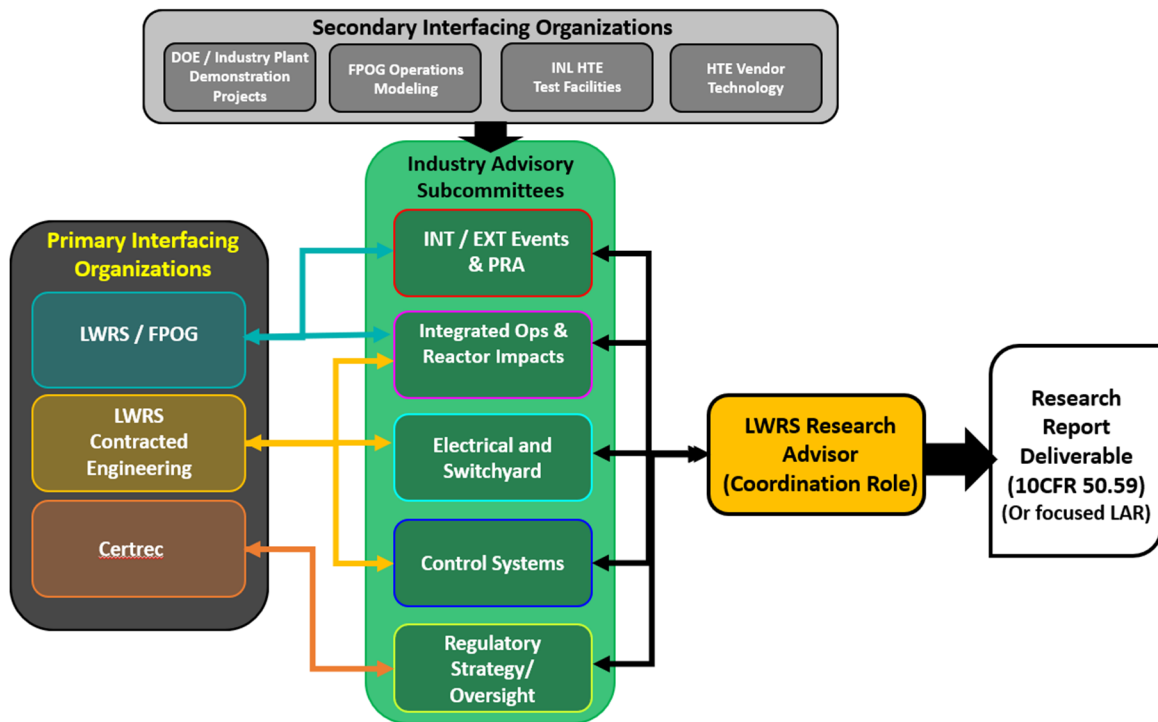 Secondary Interfacing Organizations
DOE / Industry Plant
Demonstration
Projects
FPOG Operations
Modeling
INL HTE
Test Facilities
HTE Vendor
Technology
Industry Advisory
Subcommittees
Primary Interfacing
Organizations
LWRS / FPOG
LWRS
Contracted
Engineering
Certrec
INT / EXT Events
& PRA
Integrated Ops &
Reactor Impacts
Electrical and
Switchyard
Control Systems
Regulatory
Strategy/
Oversight
LWRS Research
Advisor
(Coordination Role)
Research
Report
Deliverable
(10CFR 50.59)
(Or focused LAR)